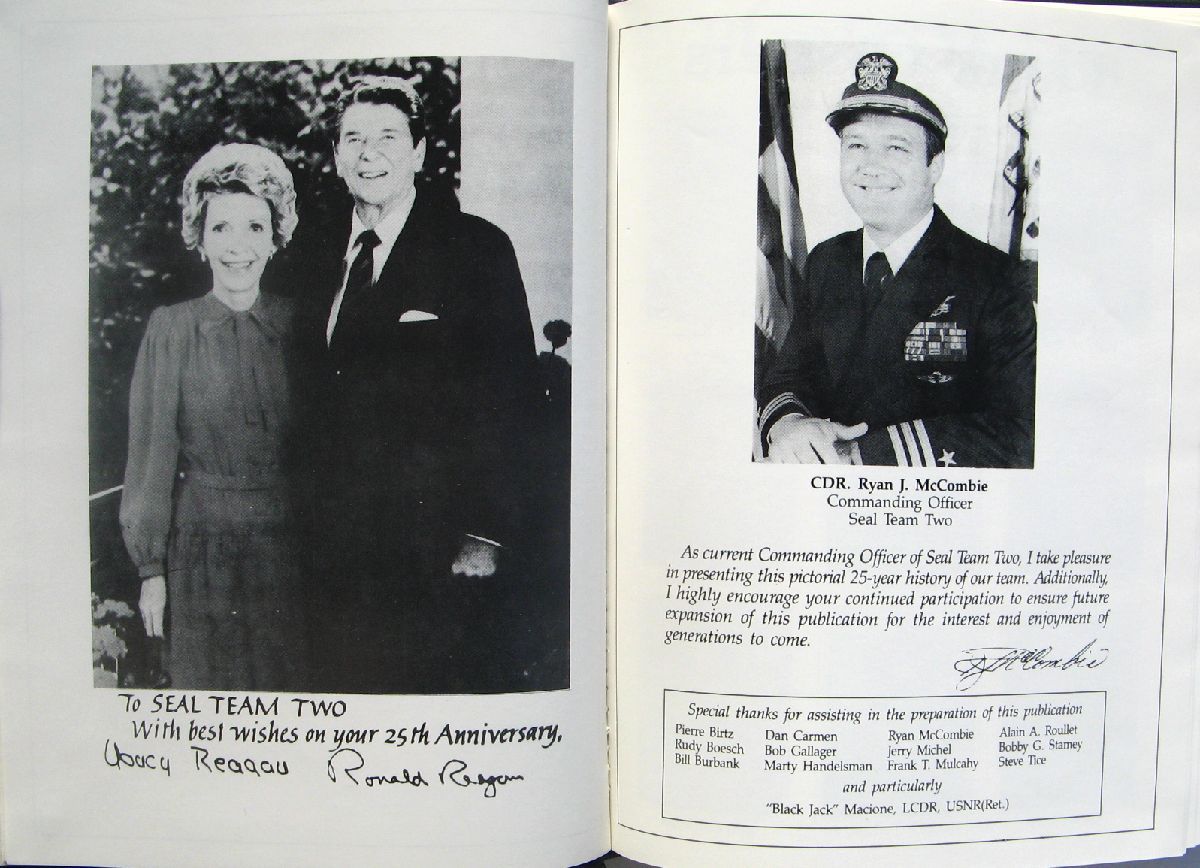 To SEAL TEAM TWO
With best wishes on your 25th Anniversary,
Nancy Reagan Ronald Reagan
CDR. Ryan J. McCombie
Commanding Officer
Seal Team Two
As current Commanding Officer of Seal Team Two, I take pleasure
in presenting this pictorial 25-year history of our team. Additionally,
I highly encourage your continued participation to ensure future
expansion of this publication for the interest and enjoyment of
generations to come.
RJ McCombie
Special thanks for assisting in the preparation of this publication
Pierre Birtz Dan Carmen Ryan McCombie Alain A. Roullet
Rudy Boesch Bob Gallager Jerry Michel Bobby G. Stamey
Bill Burbank Marty Handelsman Frank T. Mulcahy Steve Tice
and particularly
"Black Jack" Macione, LCDR, USNR(Ret.)